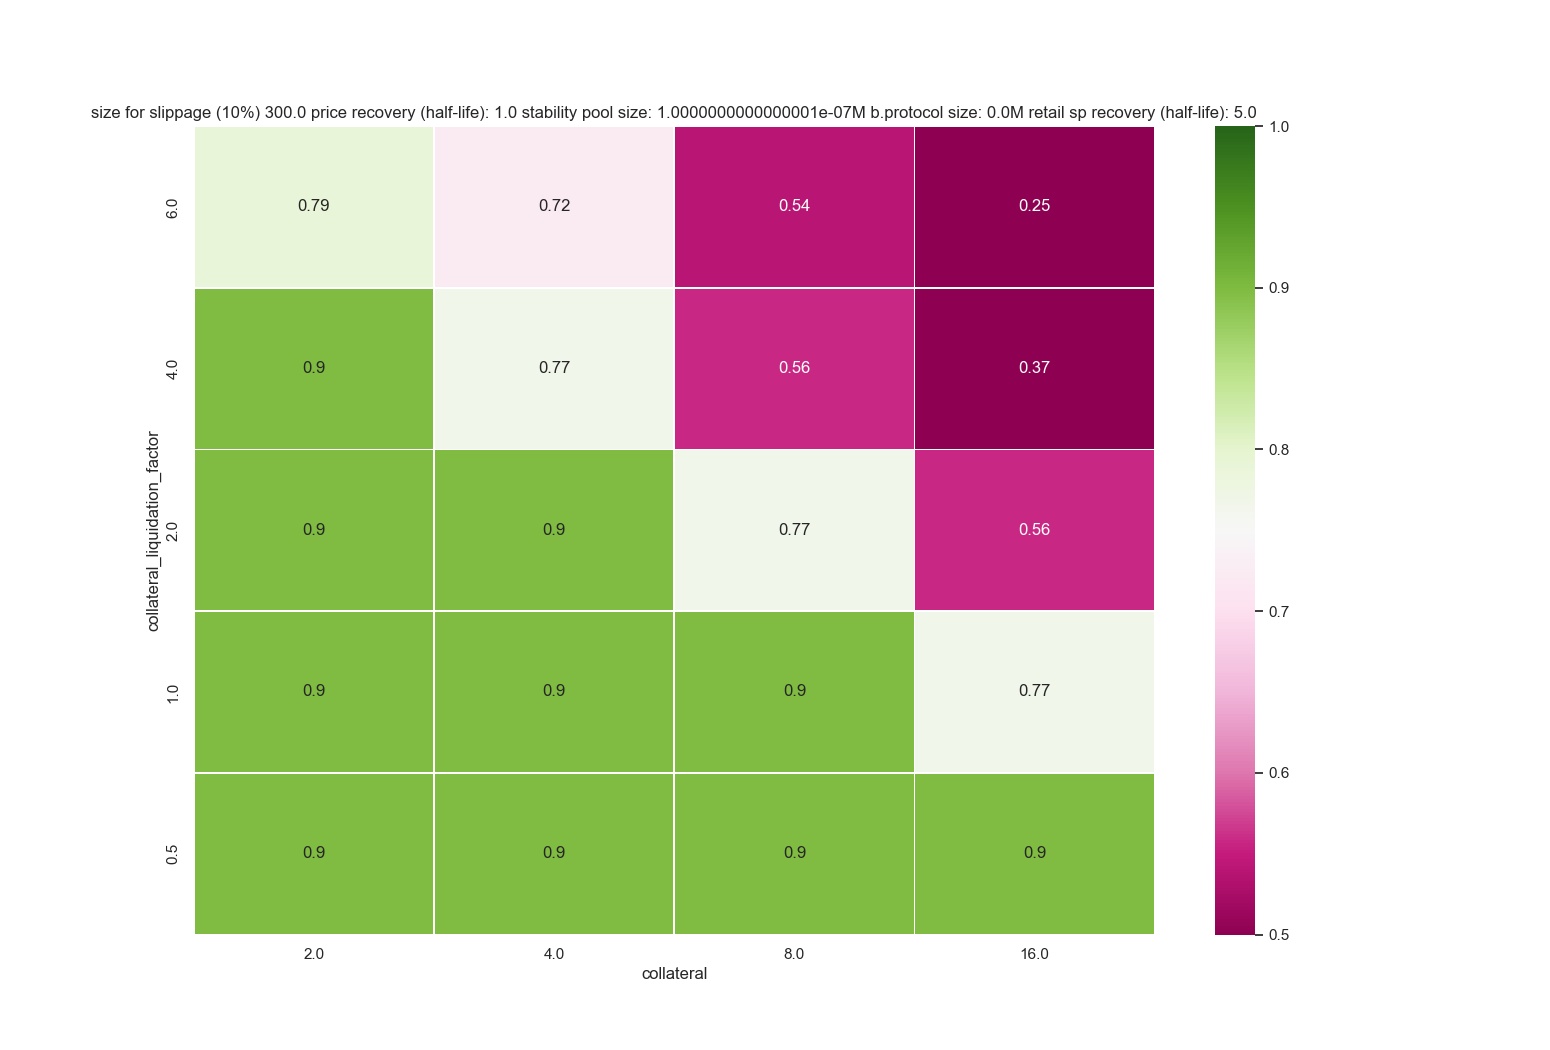 size for slippage (10%) 300.0 price recovery (half-life): 1.0 stability pool size: 1.0000000000000001e-07M b.protocol size: 0.0M retail sp recovery (half-life): 5.0
collateral_liquidation_factor
6.0
0.79 0.72 0.54 0.25
4.0
0.9 0.77 0.56 0.37
2.0
0.9 0.9 0.77 0.56
1.0
0.9 0.9 0.9 0.77
0.5
0.9 0.9 0.9 0.9
2.0 4.0 8.0 16.0
collateral
1.0
0.9
0.8
0.7
0.6
0.5